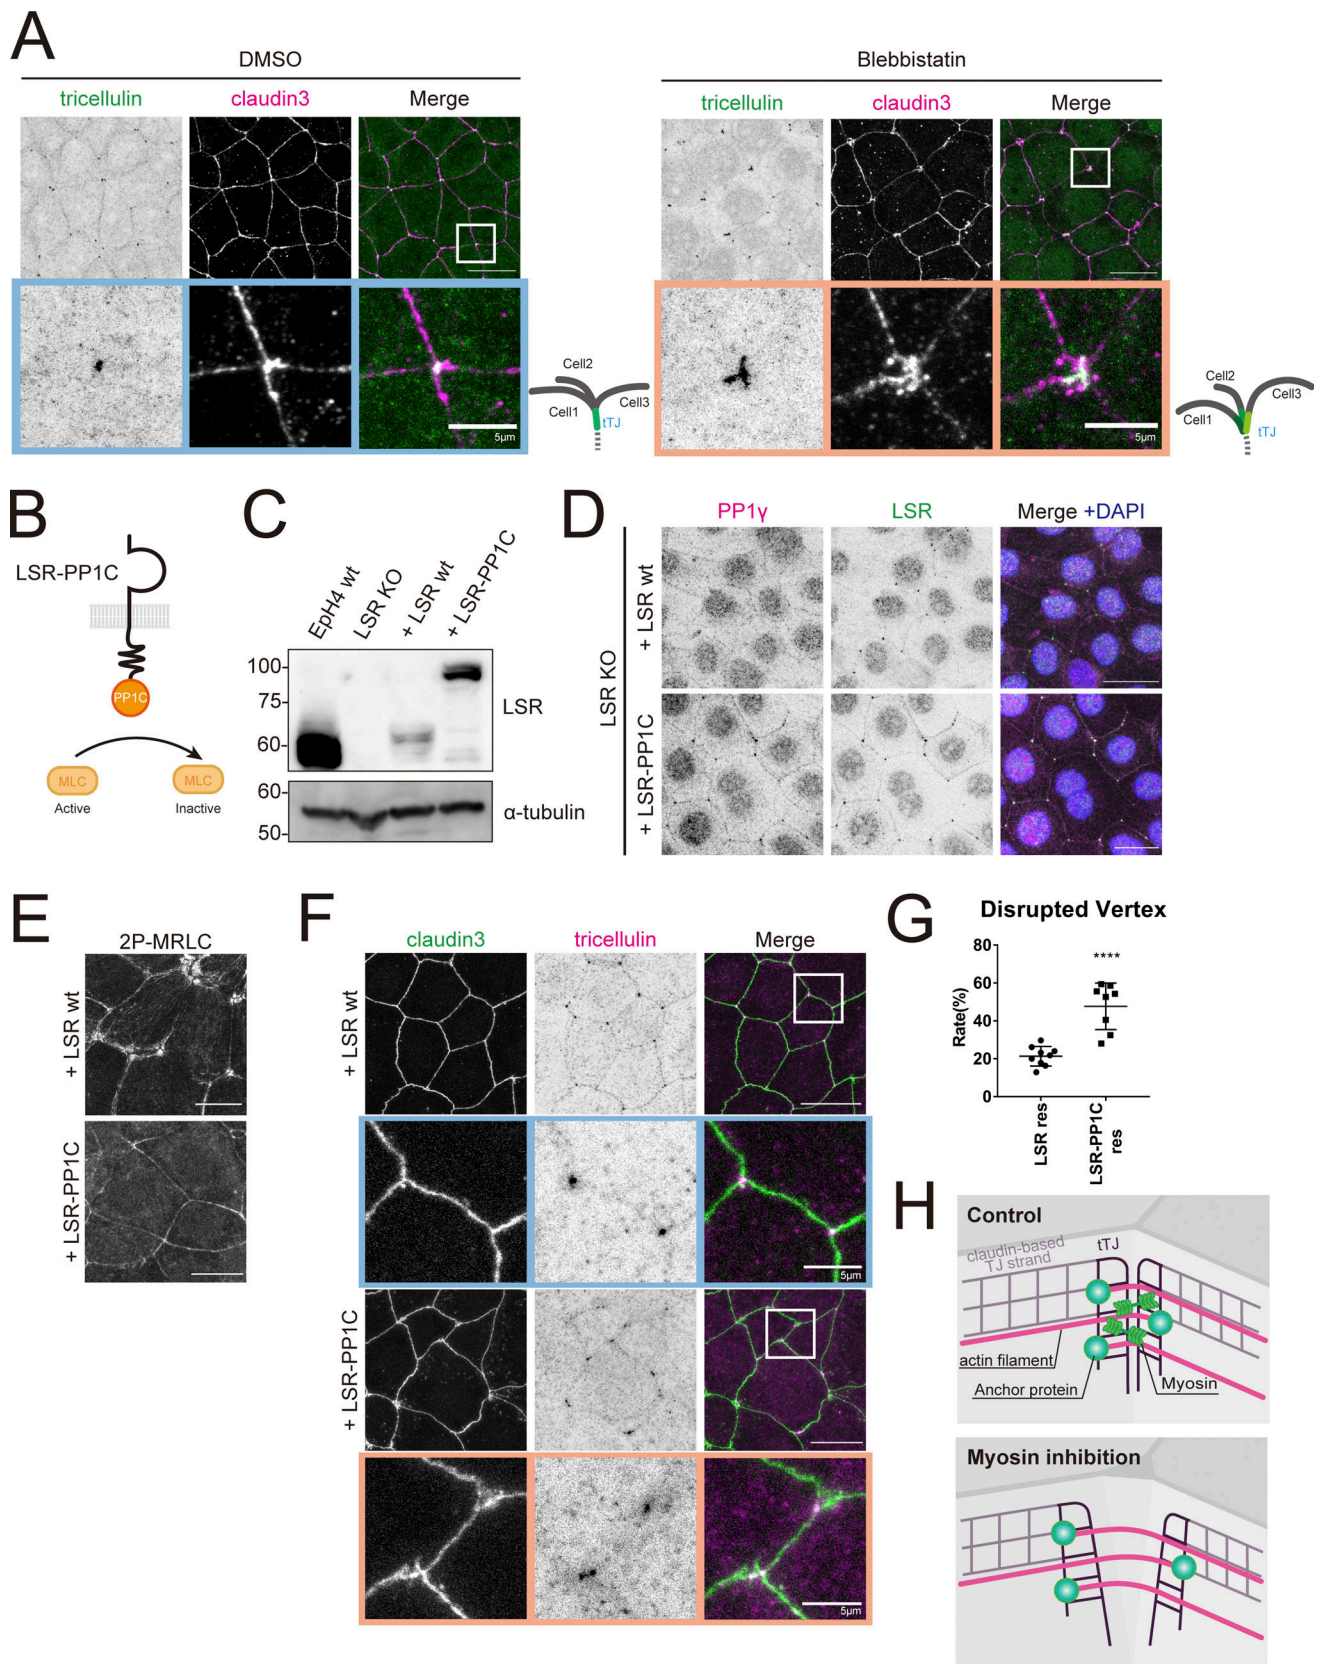 A
DMSO
tricellulin
claudin3
Merge
5µm
Cell2
Cell1
Cell3
tTJ
Blebbistatin
tricellulin
claudin3
Merge
5µm
Cell2
Cell1
Cell3
tTJ
B
LSR-PP1C
PP1C
MLC
MLC
Active
Inactive
C
EpH4 wt
LSR KO
+ LSR wt
+ LSR-PP1C
100-
75-
60-
LSR
60-
50-
α-tubulin
D
PP1γ
LSR
Merge +DAPI
LSR KO
+ LSR wt
+ LSR-PP1C
E
2P-MRLC
+ LSR wt
+ LSR-PP1C
F
claudin3
tricellulin
Merge
+ LSR wt
5µm
+ LSR-PP1C
5µm
G
Disrupted Vertex
Rate(%)
80
60
40
20
0
****
LSR res
LSR-PP1C
res
H
Control
claudin-based
TJ strand
tTJ
actin filament
Anchor protein
Myosin
Myosin inhibition